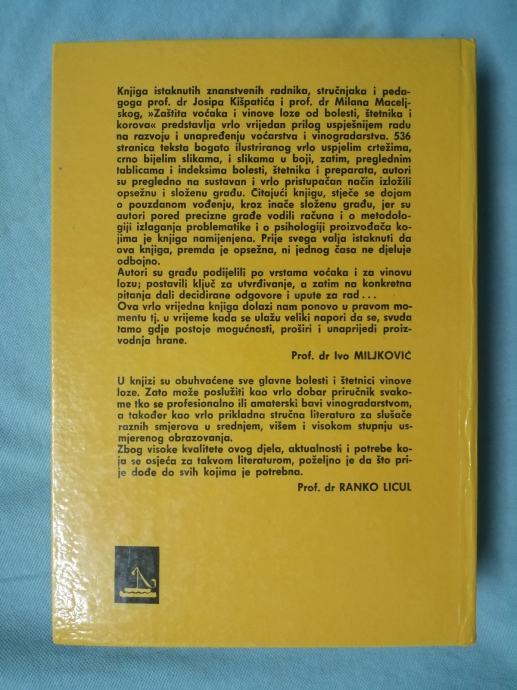 Knjiga istaknutih znanstvenih radnika, stručnjaka i peda-
goga prof. dr Josipa Kišpatića i prof. dr Milana Macelj-
skog, »Zaštita voćaka i vinove loze od bolesti, štetnika i
korova« predstavlja vrlo vrijedan prilog uspješnijem radu
na razvoju i unapređenju voćarstva i vinogradarstva. 536
stranica teksta bogato ilustriranog vrlo uspjelim crtežima,
crno bijelim slikama, i slikama u boji, zatim, preglednim
tablicama i indeksima bolesti, štetnika i preparata, autori
su pregledno na sustavan i vrlo pristupačan način izložili
opsežnu i složenu građu. Čitajući knjigu, stječe se dojam
o pouzdanom vođenju, kroz inače složenu građu, jer su
autori pored precizne građe vodili računa i o metodolo-
giji izlaganja problematike i o psihologiji proizvođača ko-
jima je knjiga namijenjena. Prije svega valja istaknuti da
ova knjiga, premda je opsežna, ni jednog časa ne djeluje
odbojno.
Autori su građu podijelili po vrstama voćaka i za vinovu
lozu; postavili ključ za utvrđivanje, a zatim na konkretna
pitanja dali decidirane odgovore i upute za rad . . .
Ova vrlo vrijedna knjiga dolazi nam ponovo u pravom mo-
mentu tj. u vrijeme kada se ulažu veliki napori da se, svuda
tamo gdje postoje mogućnosti, proširi i unaprijedi proiz-
vodnja hrane.
Prof. dr Ivo MILJKOVIĆ
U knjizi su obuhvaćene sve glavne bolesti i štetnici vinove
loze. Zato može poslužiti kao vrlo dobar priručnik svako-
me tko se profesionalno ili amaterski bavi vinogradarstvom,
a također kao vrlo prikladna stručna literatura za slušače
raznih smjerova u srednjem, višem i visokom stupnju us-
mjerenog obrazovanja.
Zbog visoke kvalitete ovog djela, aktualnosti i potrebe ko-
ja se osjeća za takvom literaturom, poželjno je da što pri-
je dođe do svih kojima je potrebna.
Prof. dr RANKO LICUL